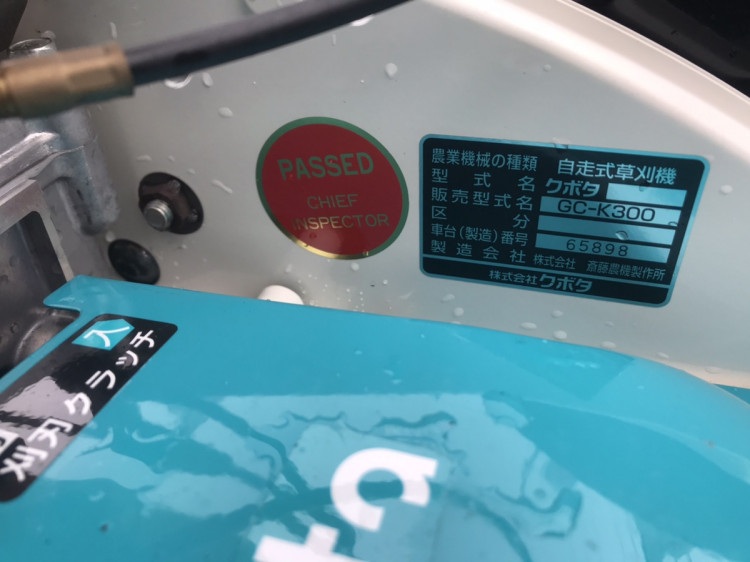 PASSED
CHIEF
INSPECTOR
農業機械の種類 自走式草刈機
型式名 クボタ
販売型式名 GC-K300
区分
車台(製造)番号 65898
製造会社 株式会社 斎藤農機製作所
株式会社クボタ
入
刈刃クラッチ